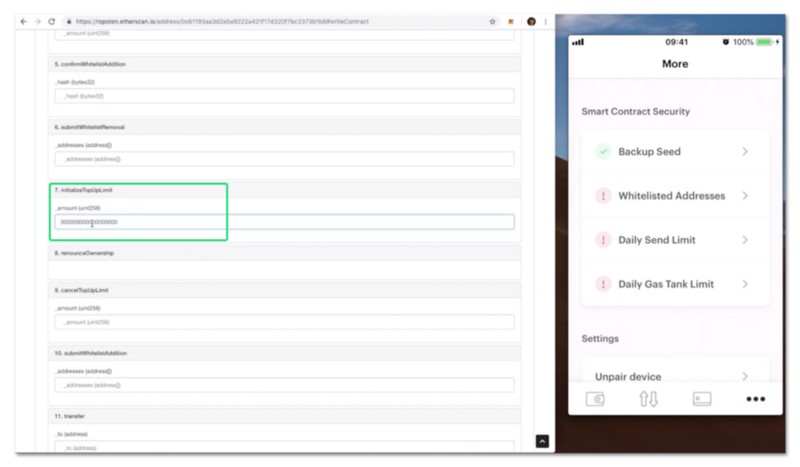 https://ropsten.etherscan.io/address/0x61193aa3d2a5a9222a421f17d320f7bc2373b1b6#writeContract
_amount (uint256)
5. confirmWhitelistAddition
_hash (bytes32)
_hash (bytes32)
6. submitWhitelistRemoval
_addresses (address[])
_addresses (address[])
7. initializeTopUpLimit
_amount (uint256)
8. renounceOwnership
9. cancelTopUpLimit
_amount (uint256)
_amount (uint256)
10. submitWhitelistAddition
_addresses (address[])
_addresses (address[])
11. transfer
_to (address)
_to (address)
09:41
100%
More
Smart Contract Security
Backup Seed
Whitelisted Addresses
Daily Send Limit
Daily Gas Tank Limit
Settings
Unpair device